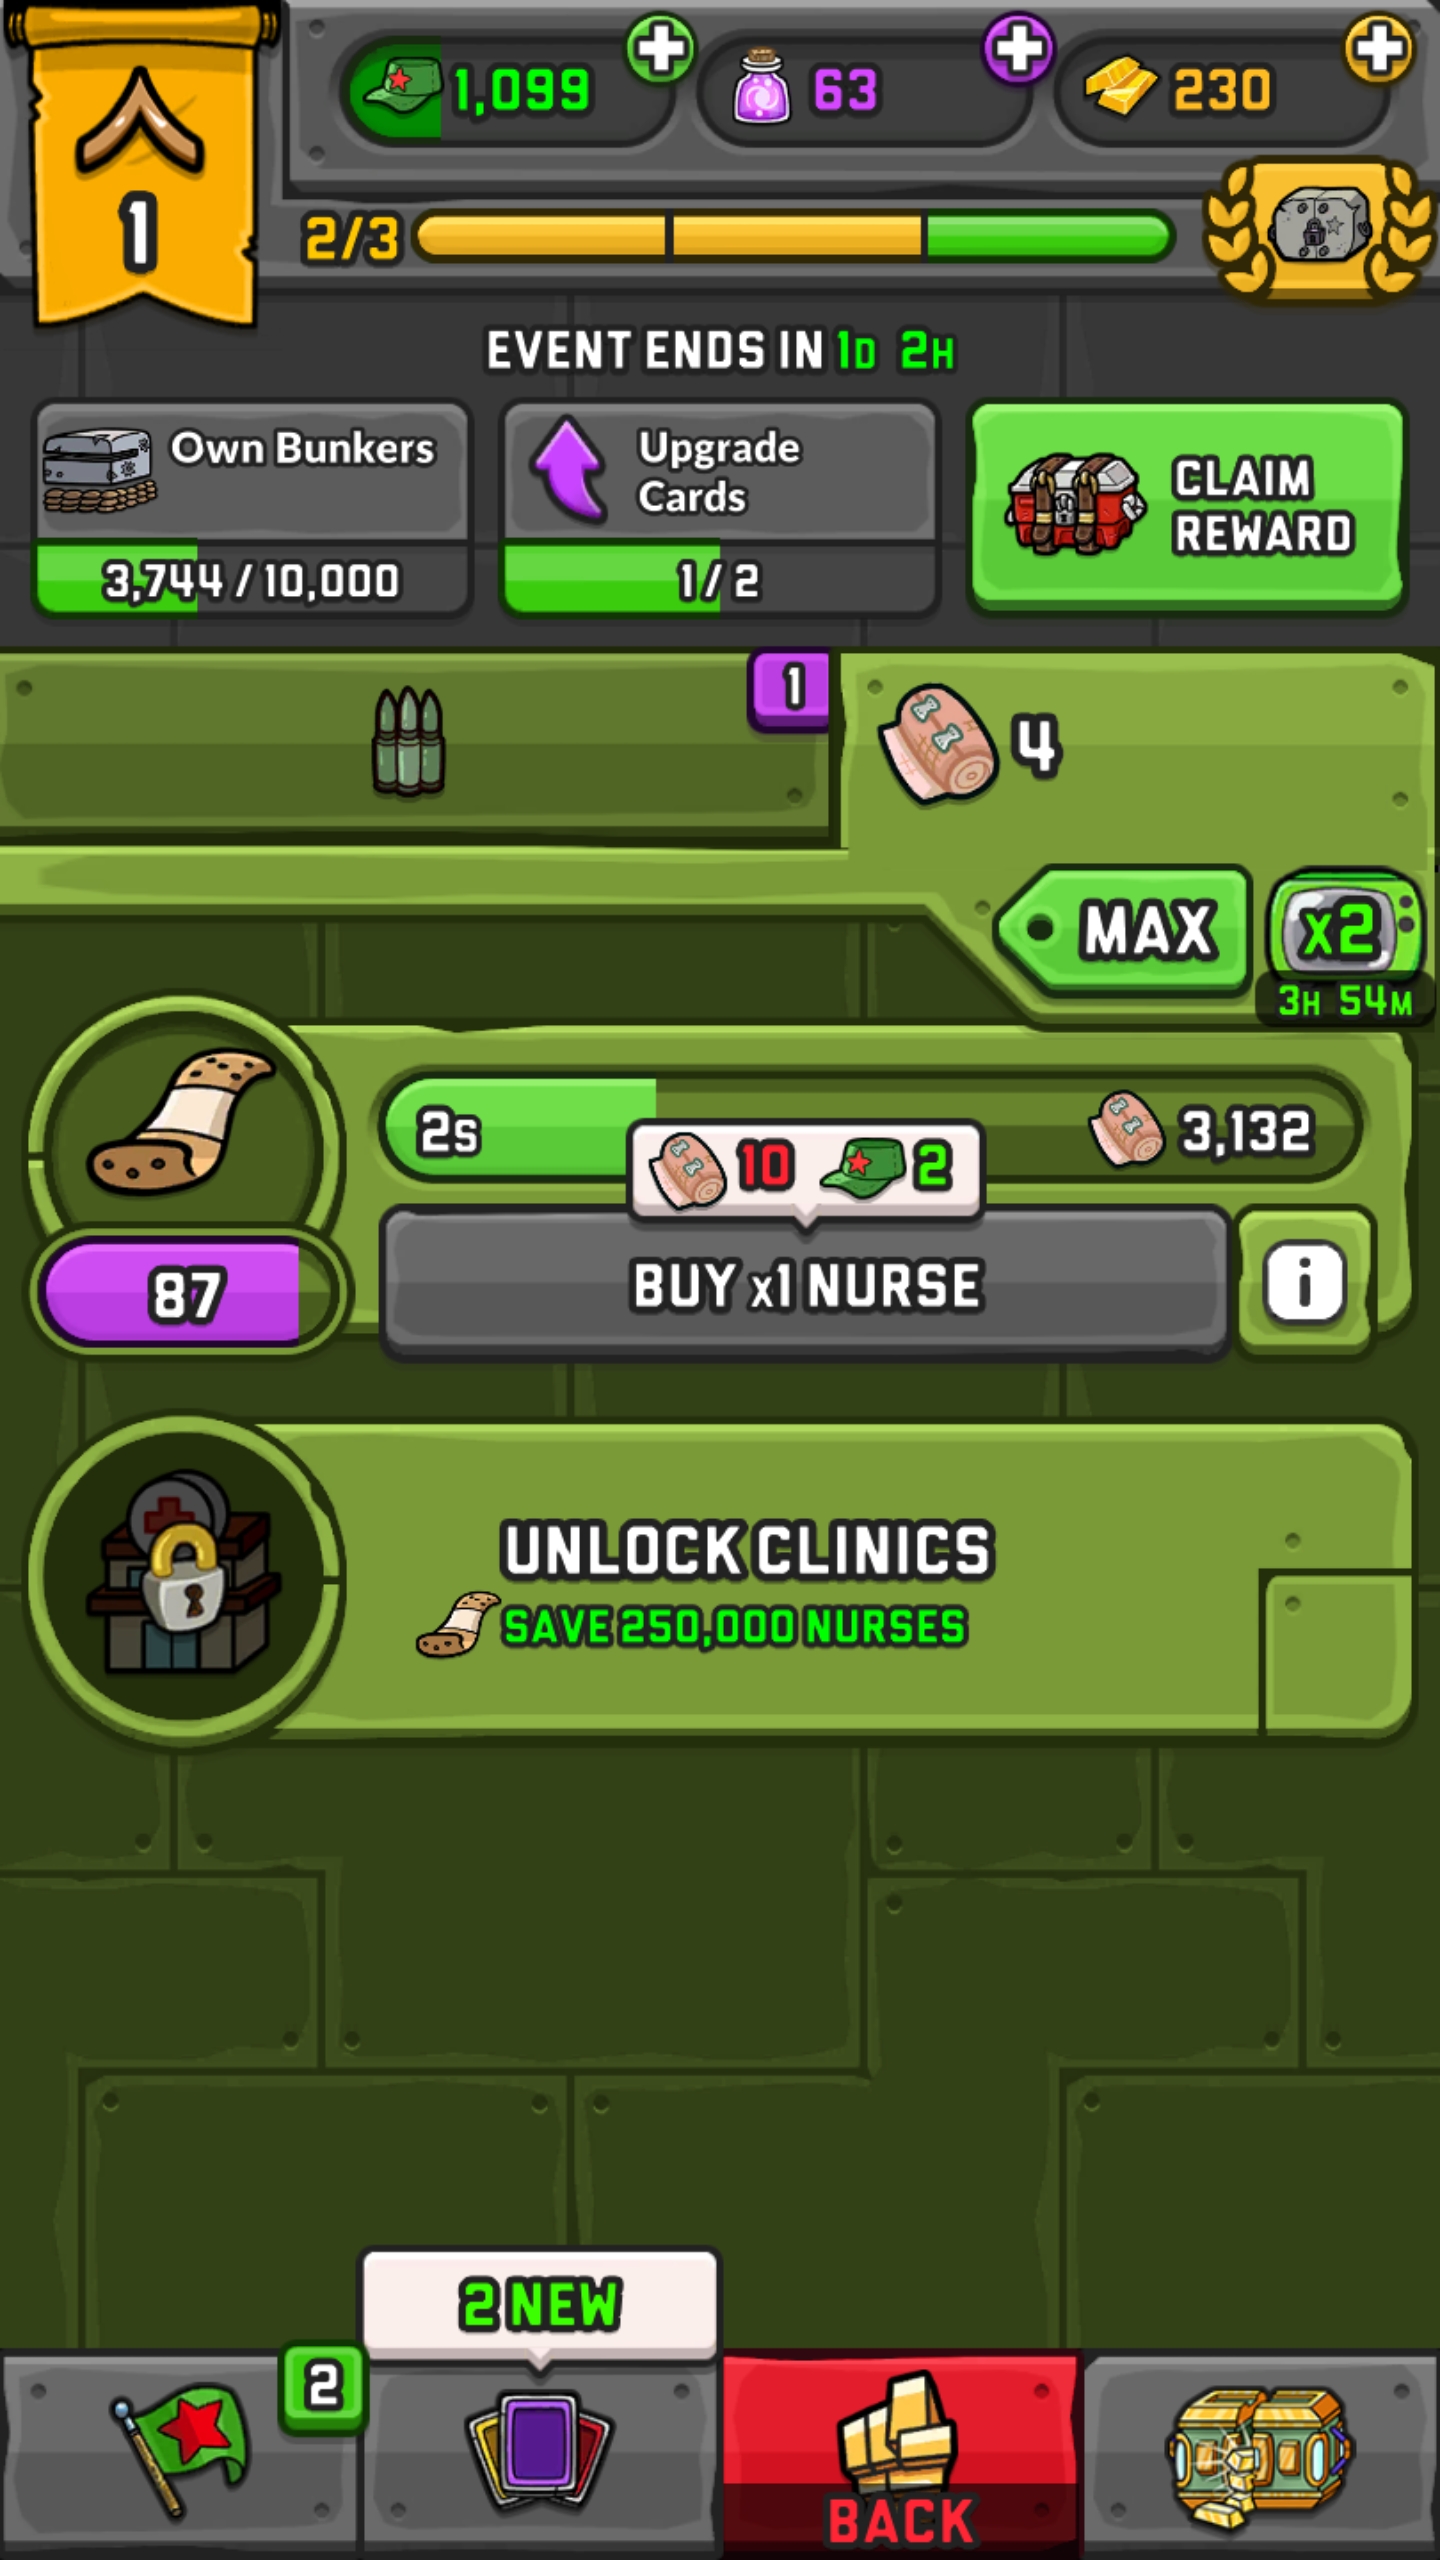 1,099
63
230
1
2/3
EVENT ENDS IN 1D 2H
Own Bunkers
3,744 / 10,000
Upgrade
Cards
1 / 2
CLAIM
REWARD
1
4
MAX
x2
3H 54M
2s
3,132
10
2
BUY x1 NURSE
i
87
UNLOCK CLINICS
SAVE 250,000 NURSES
2 NEW
2
BACK